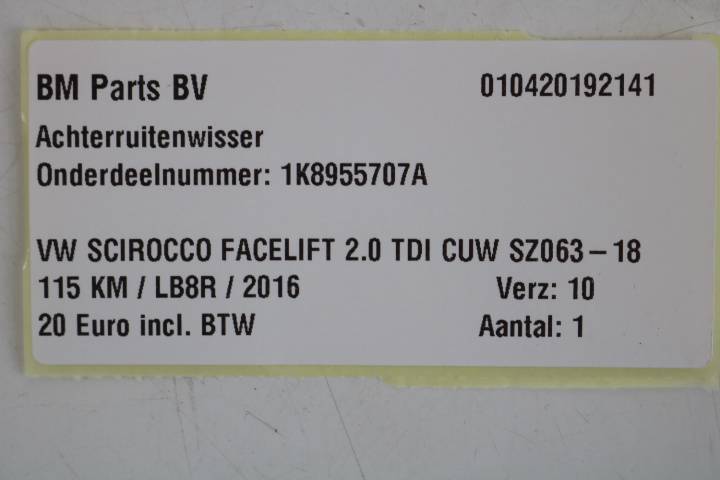 BM Parts BV 010420192141
Achterruitenwisser
Onderdeelnummer: 1K8955707A
VW SCIROCCO FACELIFT 2.0 TDI CUW SZ063-18
115 KM / LB8R / 2016 Verz: 10
20 Euro incl. BTW Aantal: 1